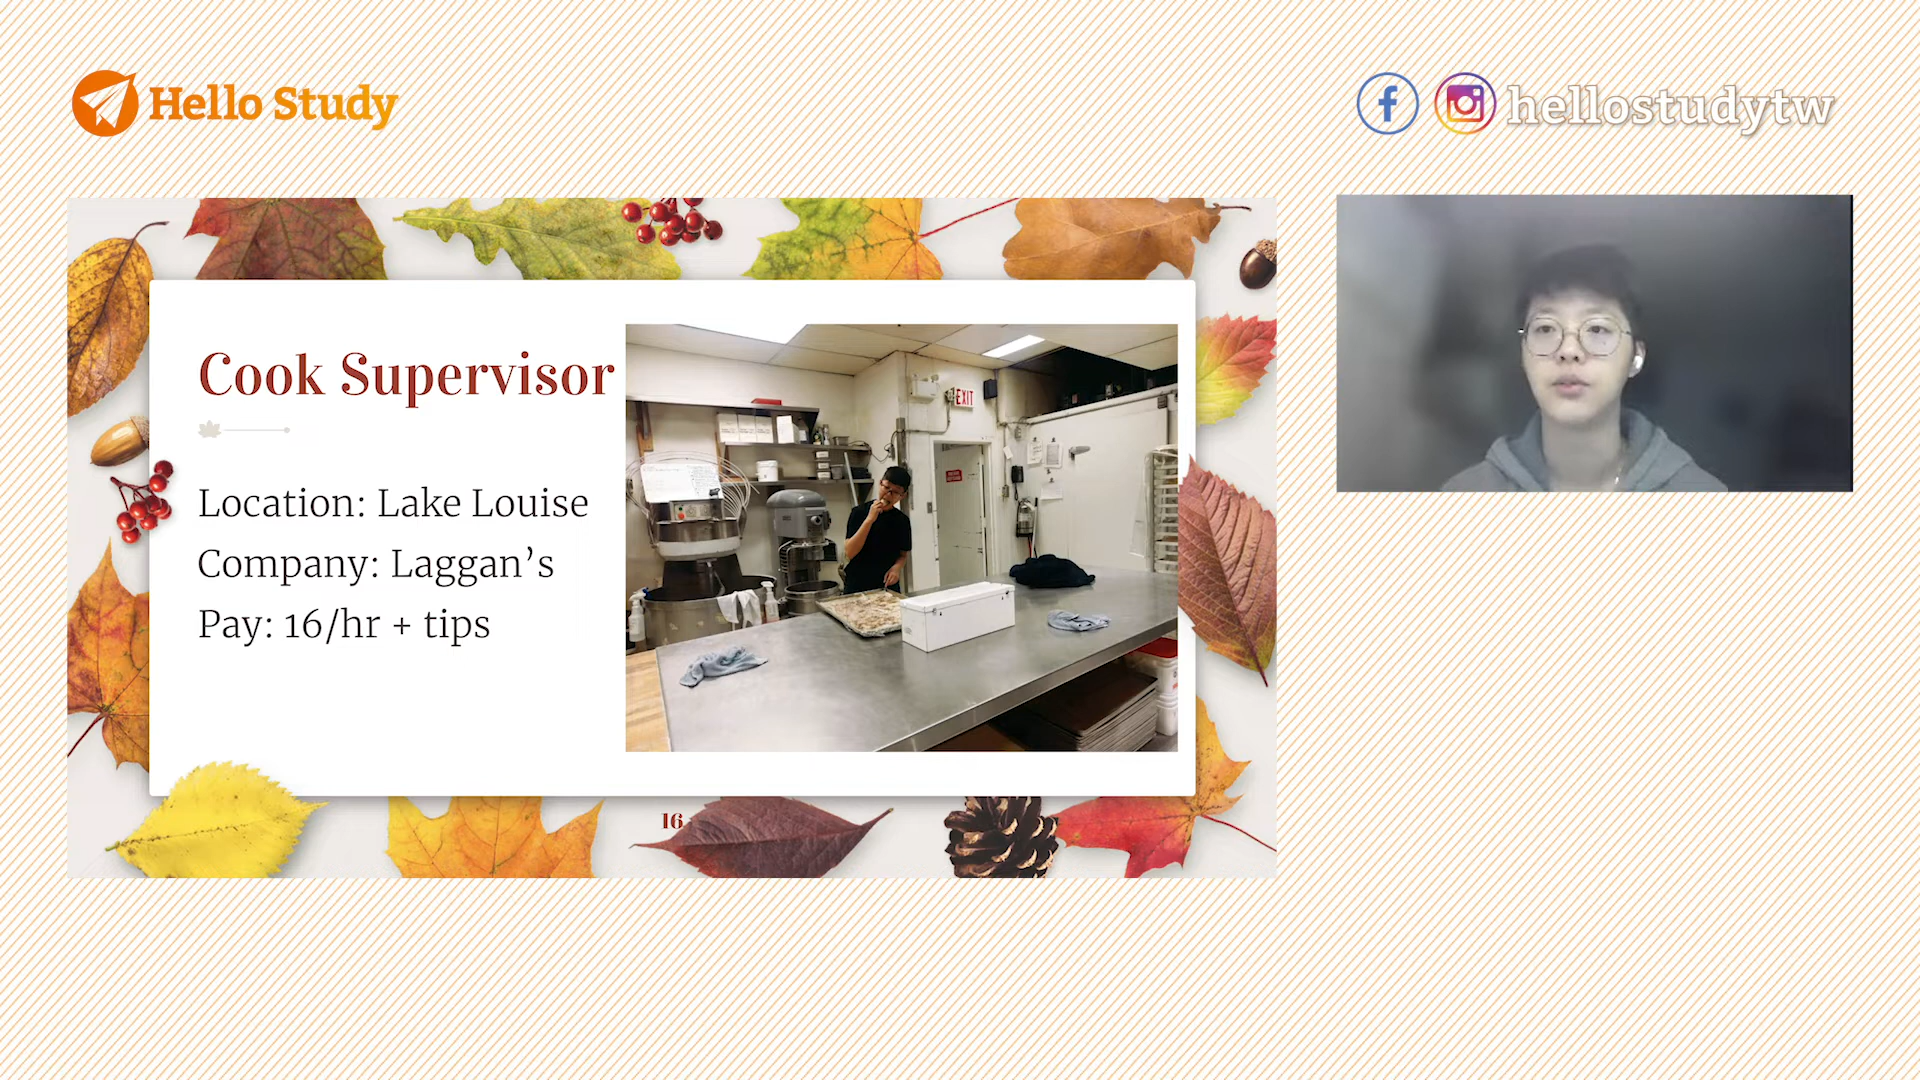 Hello Study
hellostudytw
Cook Supervisor
EXIT
Location: Lake Louise
Company: Laggan’s
Pay: 16/hr + tips
16